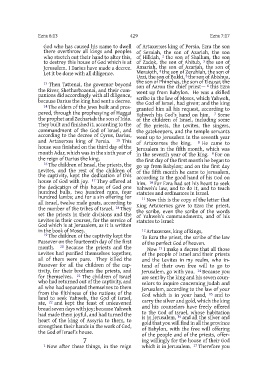 Ezra 6:13
429
Ezra 7:17
God who has caused his name to dwell
there overthrow all kings and peoples
who stretch out their hand to alter this,
to destroy this house of God which is at
Jerusalem. I Darius have made a decree.
Let it be done with all diligence.
13 Then Tattenai, the governor beyond
the River, Shetharbozenai, and their com-
panions did accordingly with all diligence,
because Darius the king had sent a decree.
14 The elders of the Jews built and pros-
pered, through the prophesying of Haggai
the prophet and Zechariah the son of Iddo.
They built and finished it, according to the
commandment of the God of Israel, and
according to the decree of Cyrus, Darius,
and Artaxerxes king of Persia. 15 This
house was finished on the third day of the
month Adar, which was in the sixth year of
the reign of Darius the king.
16 The children of Israel, the priests, the
Levites, and the rest of the children of
the captivity, kept the dedication of this
house of God with joy. 17 They offered at
the dedication of this house of God one
hundred bulls, two hundred rams, four
hundred lambs; and for a sin offering for
all Israel, twelve male goats, according to
the number of the tribes of Israel. 18 They
set the priests in their divisions and the
Levites in their courses, for the service of
God which is at Jerusalem, as it is written
in the book of Moses.
19 The children of the captivity kept the
Passover on the fourteenth day of the first
month. 20 Because the priests and the
Levites had purified themselves together,
all of them were pure. They killed the
Passover for all the children of the cap-
tivity, for their brothers the priests, and
for themselves. 21 The children of Israel
who had returned out of the captivity, and
all who had separated themselves to them
from the filthiness of the nations of the
land to seek Yahweh, the God of Israel,
ate, 22 and kept the feast of unleavened
bread seven days with joy; because Yahweh
had made them joyful, and had turned the
heart of the king of Assyria to them, to
strengthen their hands in the work of God,
the God of Israel's house.
7
1 Now after these things, in the reign
of Artaxerxes king of Persia, Ezra the son
of Seraiah, the son of Azariah, the son
of Hilkiah, 2 the son of Shallum, the son
of Zadok, the son of Ahitub, 3 the son of
Amariah, the son of Azariah, the son of
Meraioth, 4 the son of Zerahiah, the son of
Uzzi, the son of Bukki, 5 the son of Abishua,
the son of Phinehas, the son of Eleazar, the
son of Aaron the chief priest— 6 this Ezra
went up from Babylon. He was a skilled
scribe in the law of Moses, which Yahweh,
the God of Israel, had given; and the king
granted him all his request, according to
Yahweh his God's hand on him. 7 Some
of the children of Israel, including some
of the priests, the Levites, the singers,
the gatekeepers, and the temple servants
went up to Jerusalem in the seventh year
of Artaxerxes the king. 8 He came to
Jerusalem in the fifth month, which was
in the seventh year of the king. 9 For on
the first day of the first month he began to
go up from Babylon; and on the first day
of the fifth month he came to Jerusalem,
according to the good hand of his God on
him. 10 For Ezra had set his heart to seek
Yahweh's law, and to do it, and to teach
statutes and ordinances in Israel.
11 Now this is the copy of the letter that
King Artaxerxes gave to Ezra the priest,
the scribe, even the scribe of the words
of Yahweh's commandments, and of his
statutes to Israel:
12 Artaxerxes, king of kings,
To Ezra the priest, the scribe of the law
of the perfect God of heaven.
Now 13 I make a decree that all those
of the people of Israel and their priests
and the Levites in my realm, who in-
tend of their own free will to go to
Jerusalem, go with you. 14 Because you
are sent by the king and his seven coun-
selors to inquire concerning Judah and
Jerusalem, according to the law of your
God which is in your hand, 15 and to
carry the silver and gold, which the king
and his counselors have freely offered
to the God of Israel, whose habitation
is in Jerusalem, 16 and all the silver and
gold that you will find in all the province
of Babylon, with the free will offering
of the people and of the priests, offer-
ing willingly for the house of their God
which is in Jerusalem. 17 Therefore you